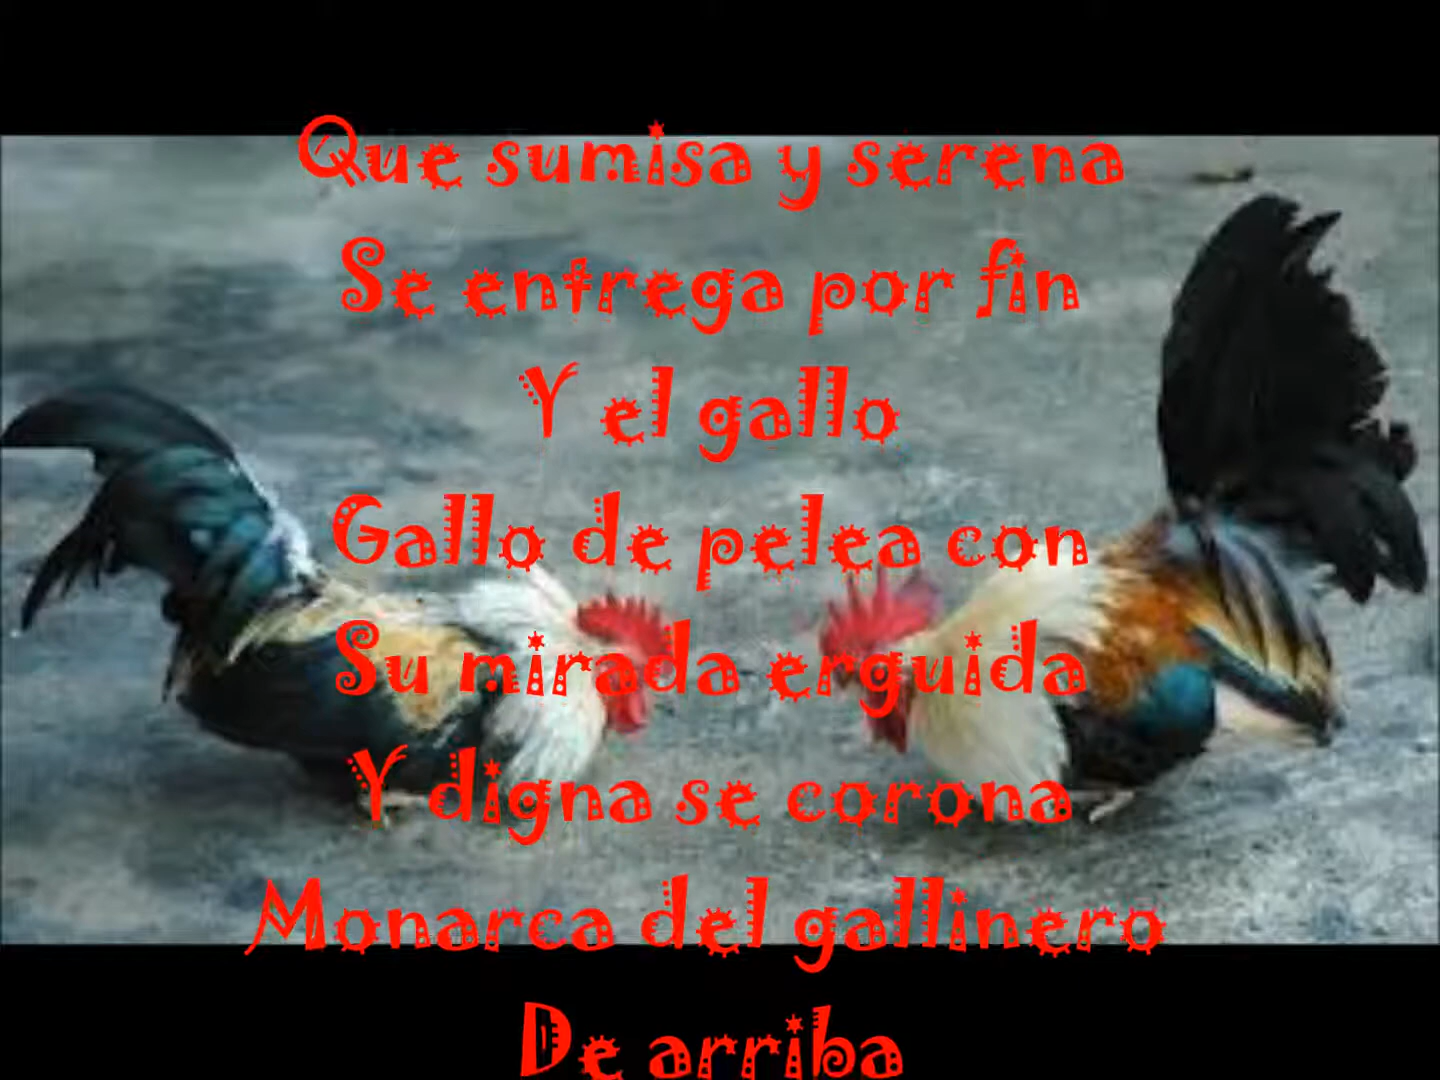 Que sumisa y serena
Se entrega por fin
Y el gallo
Gallo de pelea con
Su mirada erguida
Y digna se corona
Monarca del gallinero
De arriba